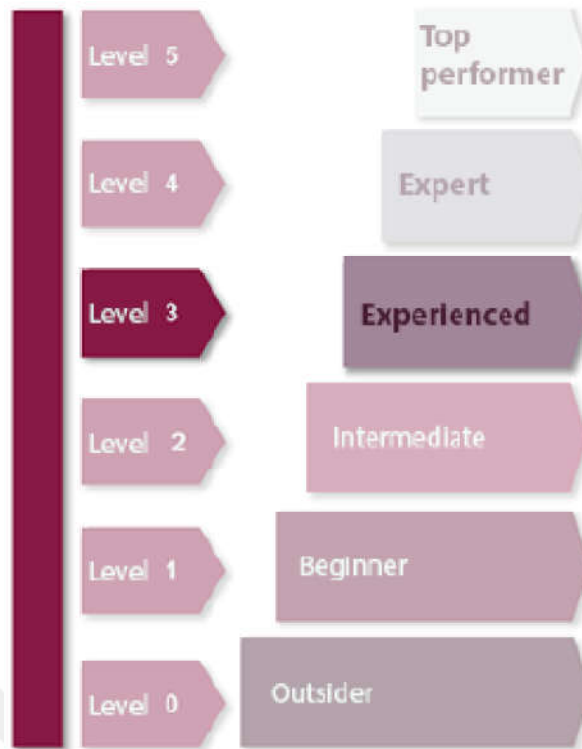 Level 5
Top
performer
Level 4
Expert
Level 3
Experienced
Level 2
Intermediate
Level 1
Beginner
Level 0
Outsider